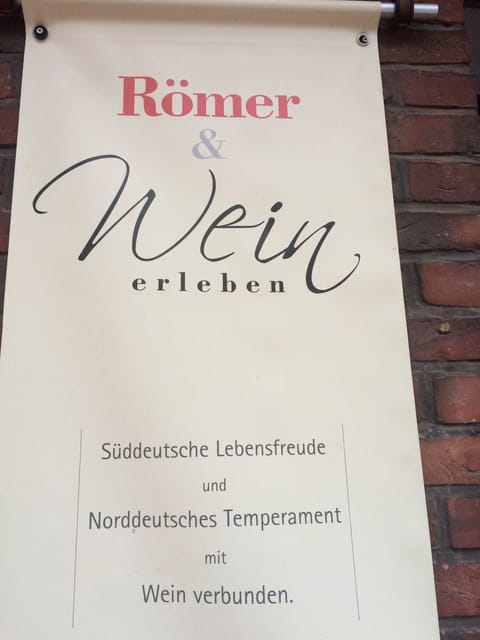 Römer
&
Wein
erleben
Süddeutsche Lebensfreude
und
Norddeutsches Temperament
mit
Wein verbunden.